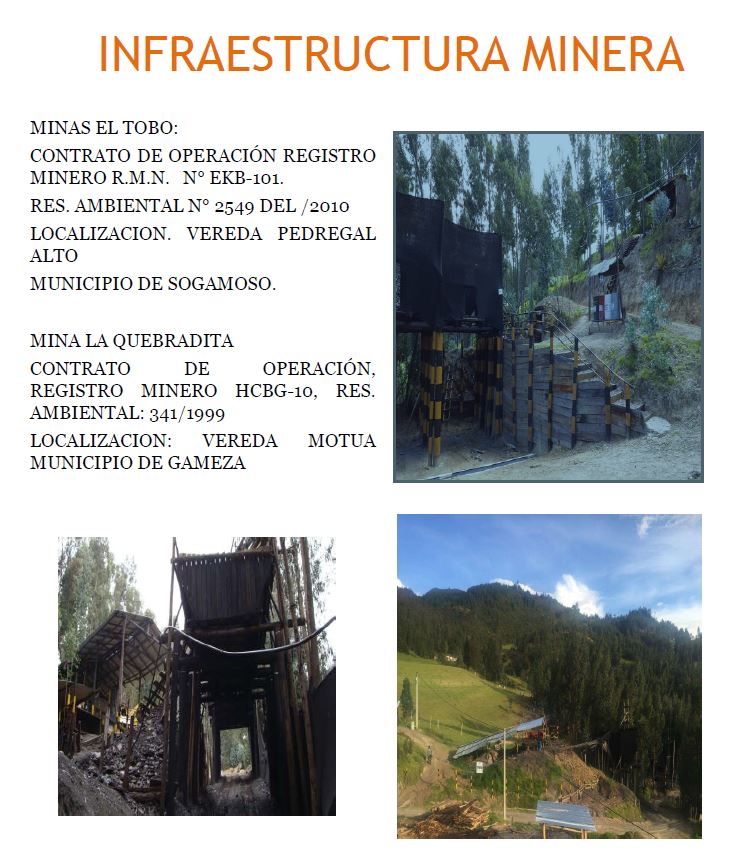 INFRAESTRUCTURA MINERA
MINAS EL TOBO:
CONTRATO DE OPERACIÓN REGISTRO
MINERO R.M.N. N° EKB-101.
RES. AMBIENTAL N° 2549 DEL /2010
LOCALIZACION. VEREDA PEDREGAL
ALTO
MUNICIPIO DE SOGAMOSO.
MINA LA QUEBRADITA
CONTRATO DE OPERACIÓN,
REGISTRO MINERO HCBG-10, RES.
AMBIENTAL: 341/1999
LOCALIZACION: VEREDA MOTUA
MUNICIPIO DE GAMEZA